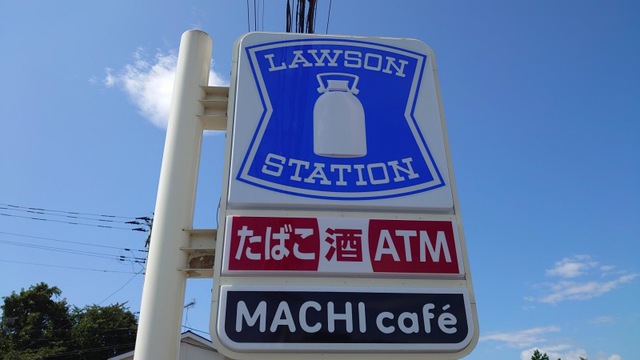 LAWSON
STATION
たばこ 酒 ATM
MACHI café